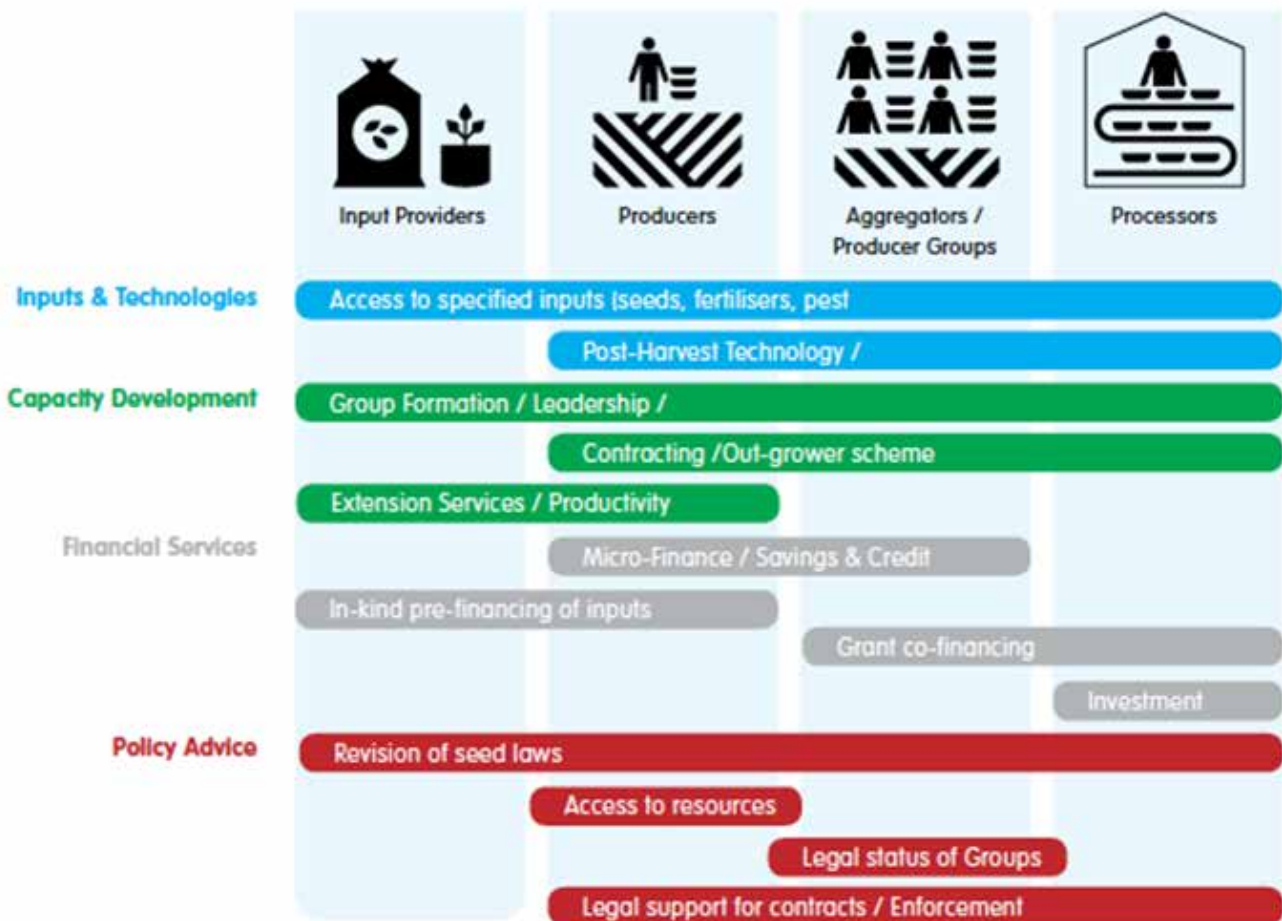 Input Providers
Producers
Aggregators /
Producer Groups
Processors
Inputs & Technologies
Access to specified inputs (seeds, fertilisers, pest
Post-Harvest Technology /
Capacity Development
Group Formation / Leadership /
Contracting /Out-grower scheme
Extension Services / Productivity
Financial Services
Micro-Finance / Savings & Credit
In-kind pre-financing of inputs
Grant co-financing
Investment
Policy Advice
Revision of seed laws
Access to resources
Legal status of Groups
Legal support for contracts / Enforcement